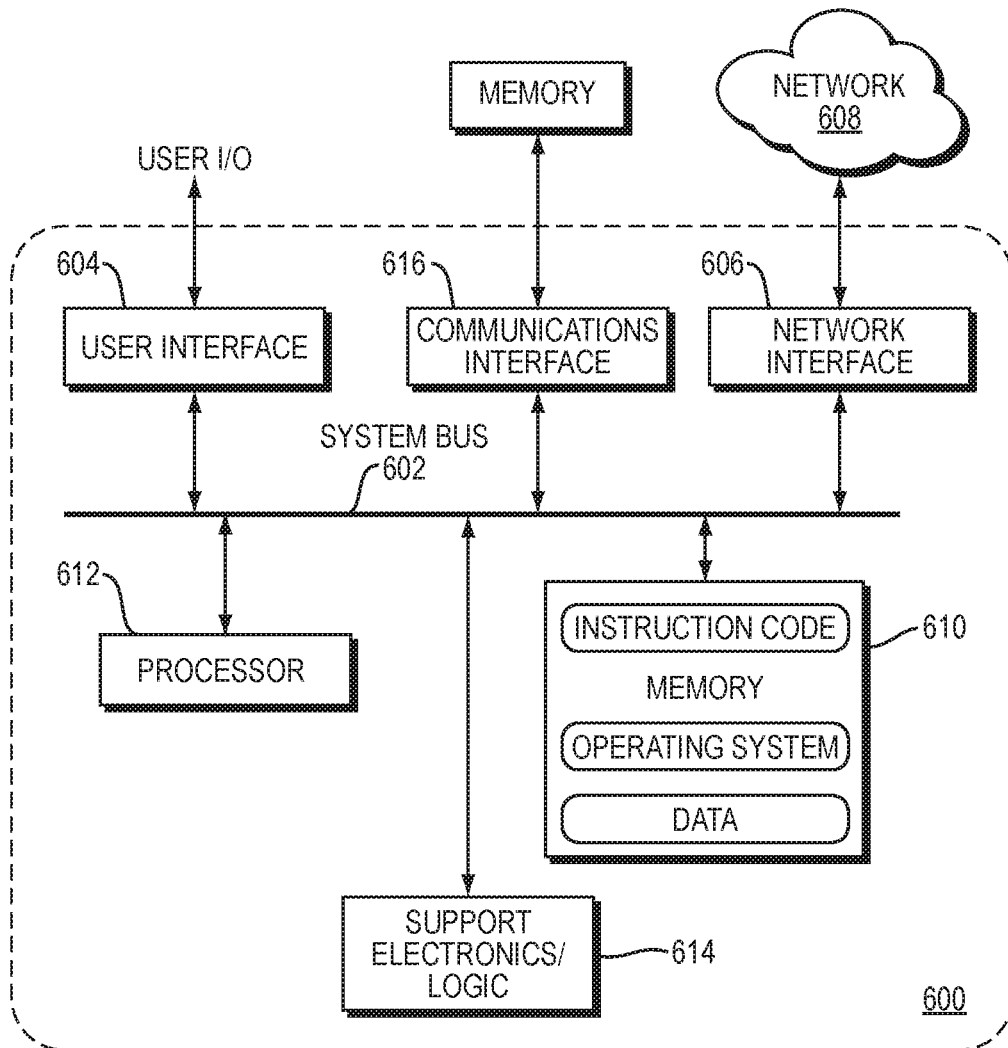 MEMORY
NETWORK
608
USER I/O
604
616
606
USER INTERFACE
COMMUNICATIONS
INTERFACE
NETWORK
INTERFACE
SYSTEM BUS
602
612
PROCESSOR
INSTRUCTION CODE
610
MEMORY
OPERATING SYSTEM
DATA
SUPPORT
ELECTRONICS/
LOGIC
614
600